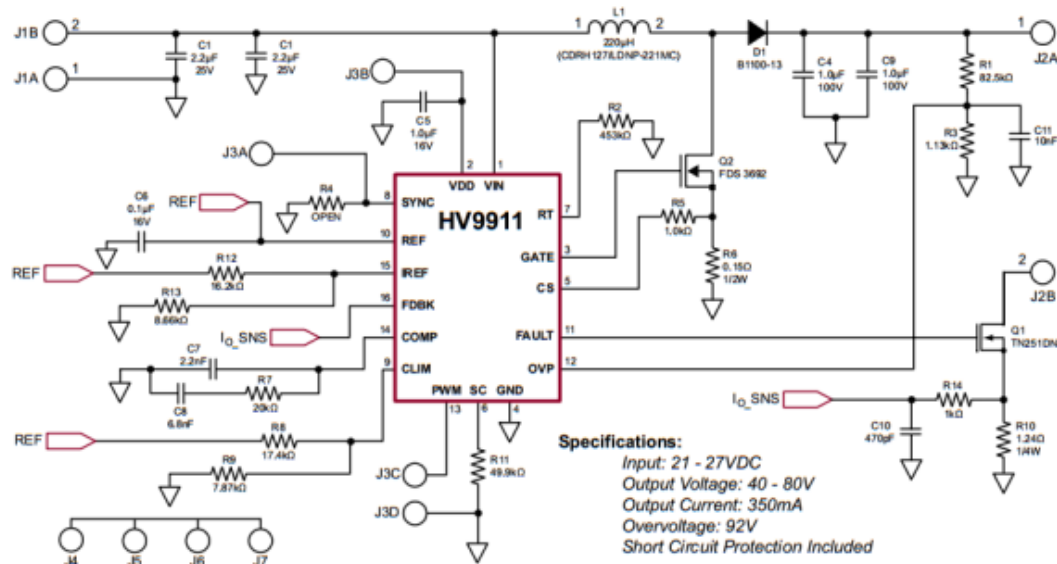 J1B
2
C1
2.2µF
25V
C1
2.2µF
25V
J1A
1
1
L1
2
220µH
(CDRH127/LDNP-221MC)
D1
B1100-13
C4
1.0µF
100V
C9
1.0µF
100V
R1
82.5kΩ
1
J2A
R3
1.13kΩ
C11
10nF
J3B
C5
1.0µF
16V
R2
453kΩ
J3A
R4
OPEN
Q2
FDS 3692
R5
1.0kΩ
R6
0.15Ω
1/2W
C6
0.1µF
16V
REF
REF
R12
16.2kΩ
R13
8.66kΩ
IO_SNS
C7
2.2nF
C8
6.8nF
R7
20kΩ
REF
R8
17.4kΩ
R9
7.87kΩ
2
1
VDD
VIN
HV9911
8
SYNC
10
REF
15
IREF
16
FDBK
14
COMP
9
CLIM
RT
7
GATE
3
CS
5
FAULT
11
OVP
12
PWM
SC
GND
13
6
4
R11
49.9kΩ
J3C
J3D
2
J2B
Q1
TN251DN
IO_SNS
R14
1kΩ
C10
470pF
R10
1.24Ω
1/4W
Specifications:
Input: 21 - 27VDC
Output Voltage: 40 - 80V
Output Current: 350mA
Overvoltage: 92V
Short Circuit Protection Included
J4
J5
J6
J7